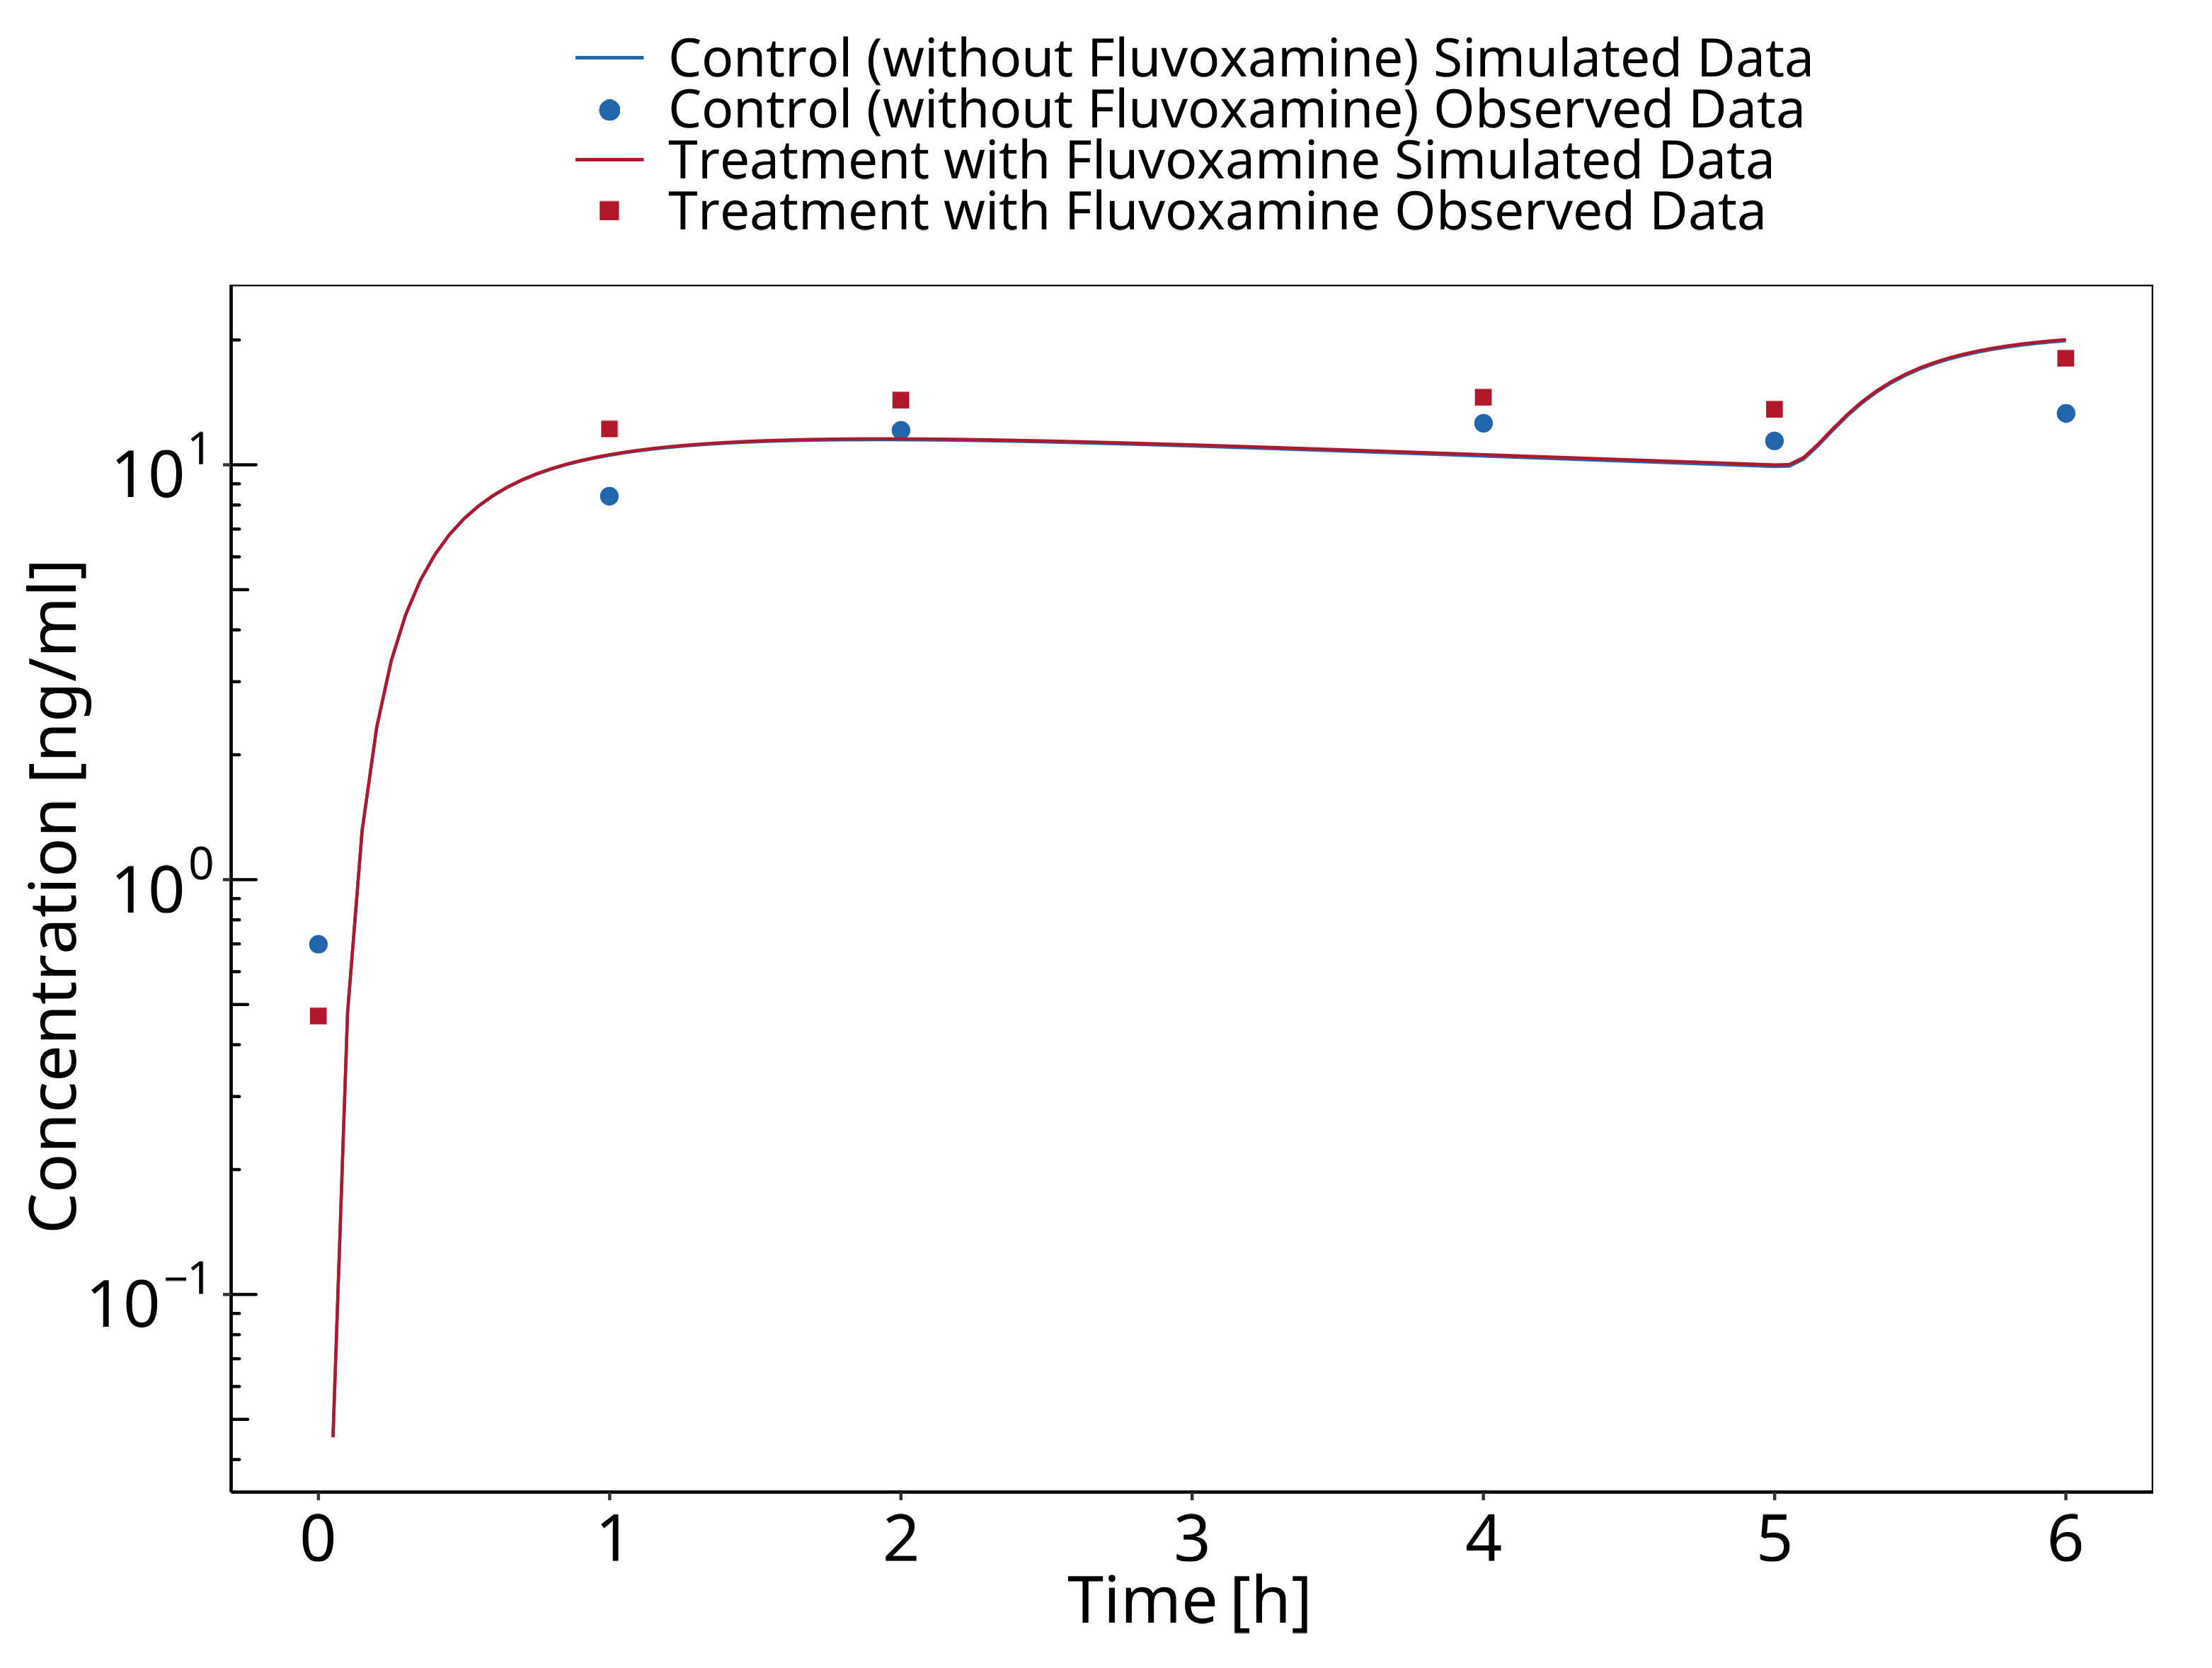 Control (without Fluvoxamine) Simulated Data
Control (without Fluvoxamine) Observed Data
Treatment with Fluvoxamine Simulated Data
Treatment with Fluvoxamine Observed Data
Concentration [ng/ml]
10^1
10^0
10^−1
0 1 2 3 4 5 6
Time [h]